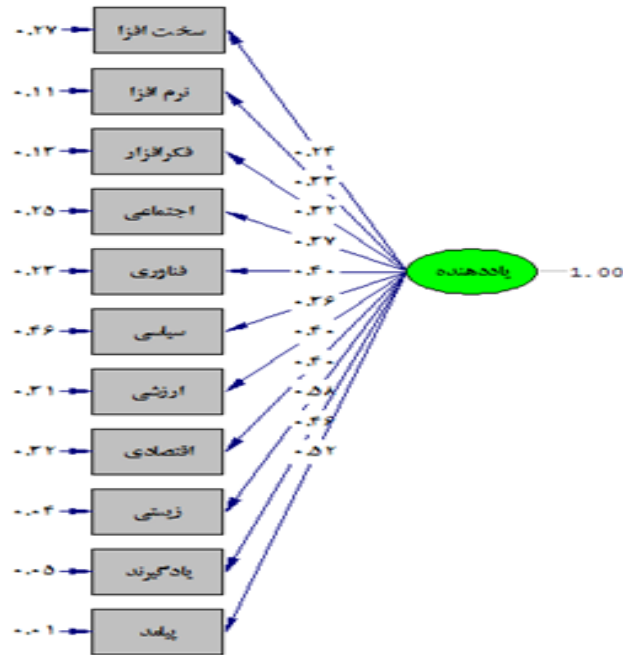 ۰.۲۷ سخت افزا
۰.۱۱ نرم افزا
۰.۱۳ فکرافزار
۰.۲۵ اجتماعی
۰.۲۳ فناوری
۰.۴۶ سیاسی
۰.۳۱ ارزشی
۰.۳۲ اقتصادی
۰.۰۴ زیستی
۰.۰۵ یادگیرند
۰.۰۱ پیامد
۰.۲۴
۰.۳۳
۰.۳۲
۰.۳۷
۰.۴۰
۰.۳۶
۰.۴۰
۰.۴۰
۰.۵۸
۰.۴۶
۰.۵۲
یاددهنده
1.00